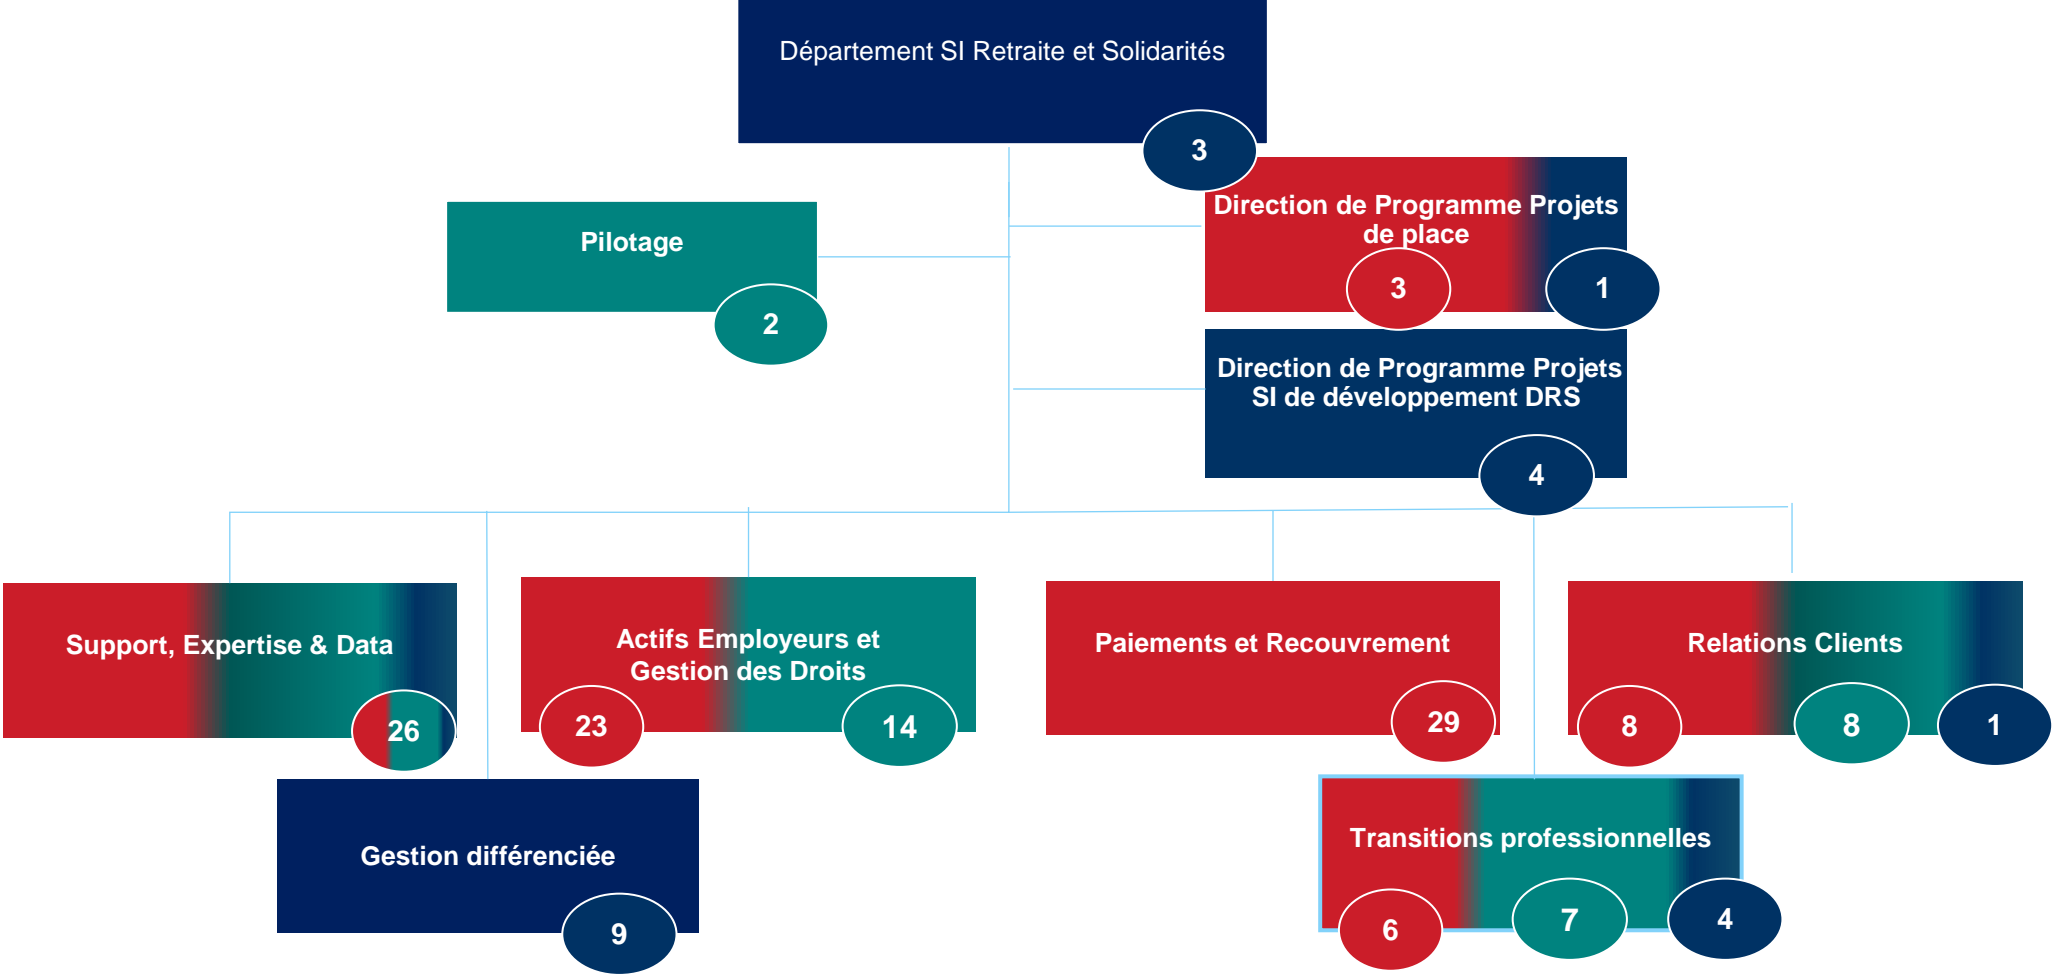 Département SI Retraite et Solidarités
3
Pilotage
2
Direction de Programme Projets
de place
3
1
Direction de Programme Projets
SI de développement DRS
4
Support, Expertise & Data
26
Actifs Employeurs et
Gestion des Droits
23
14
Paiements et Recouvrement
29
Relations Clients
8
8
1
Gestion différenciée
9
Transitions professionnelles
6
7
4